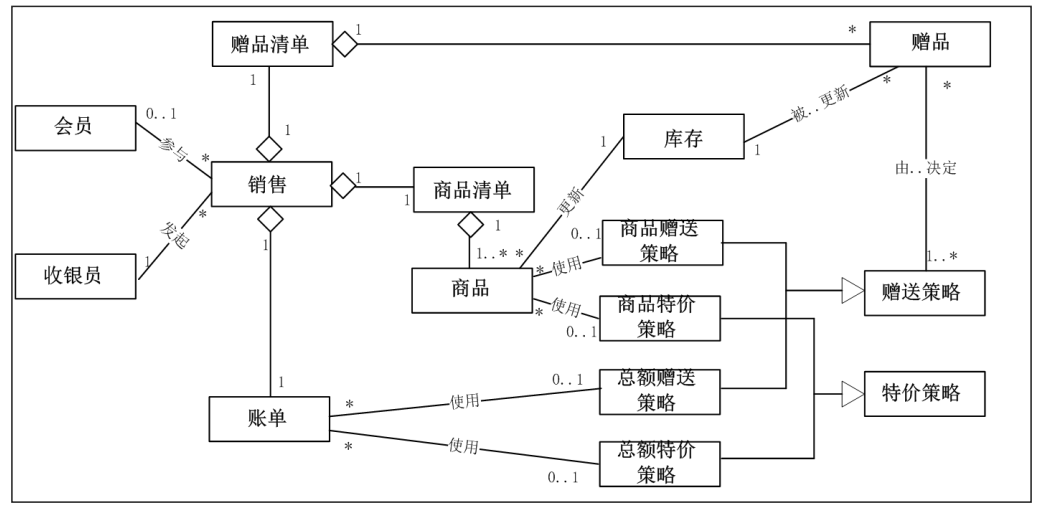 赠品清单
1
*
赠品
1
*
*
会员
0..1
参与
*
1
1
库存
1
被..更新
由..决定
销售
1
1
商品清单
收银员
1
发起
*
1
1
1..*
*
更新
商品
*
使用
0..1
商品赠送
策略
*
使用
0..1
商品特价
策略
1..*
赠送策略
账单
1
*
使用
0..1
总额赠送
策略
特价策略
*
使用
0..1
总额特价
策略